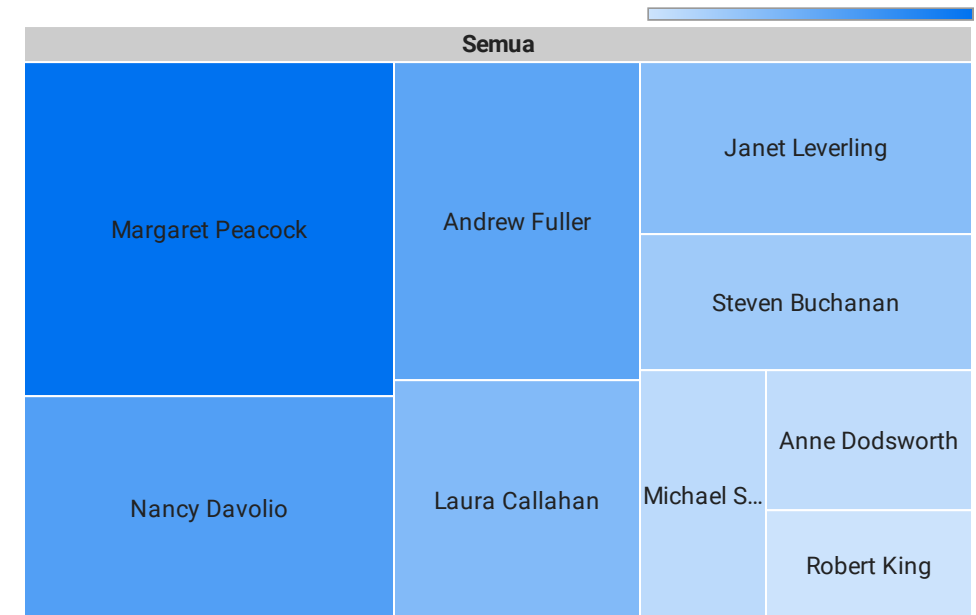 Semua
Margaret Peacock
Andrew Fuller
Janet Leverling
Steven Buchanan
Nancy Davolio
Laura Callahan
Michael S...
Anne Dodsworth
Robert King